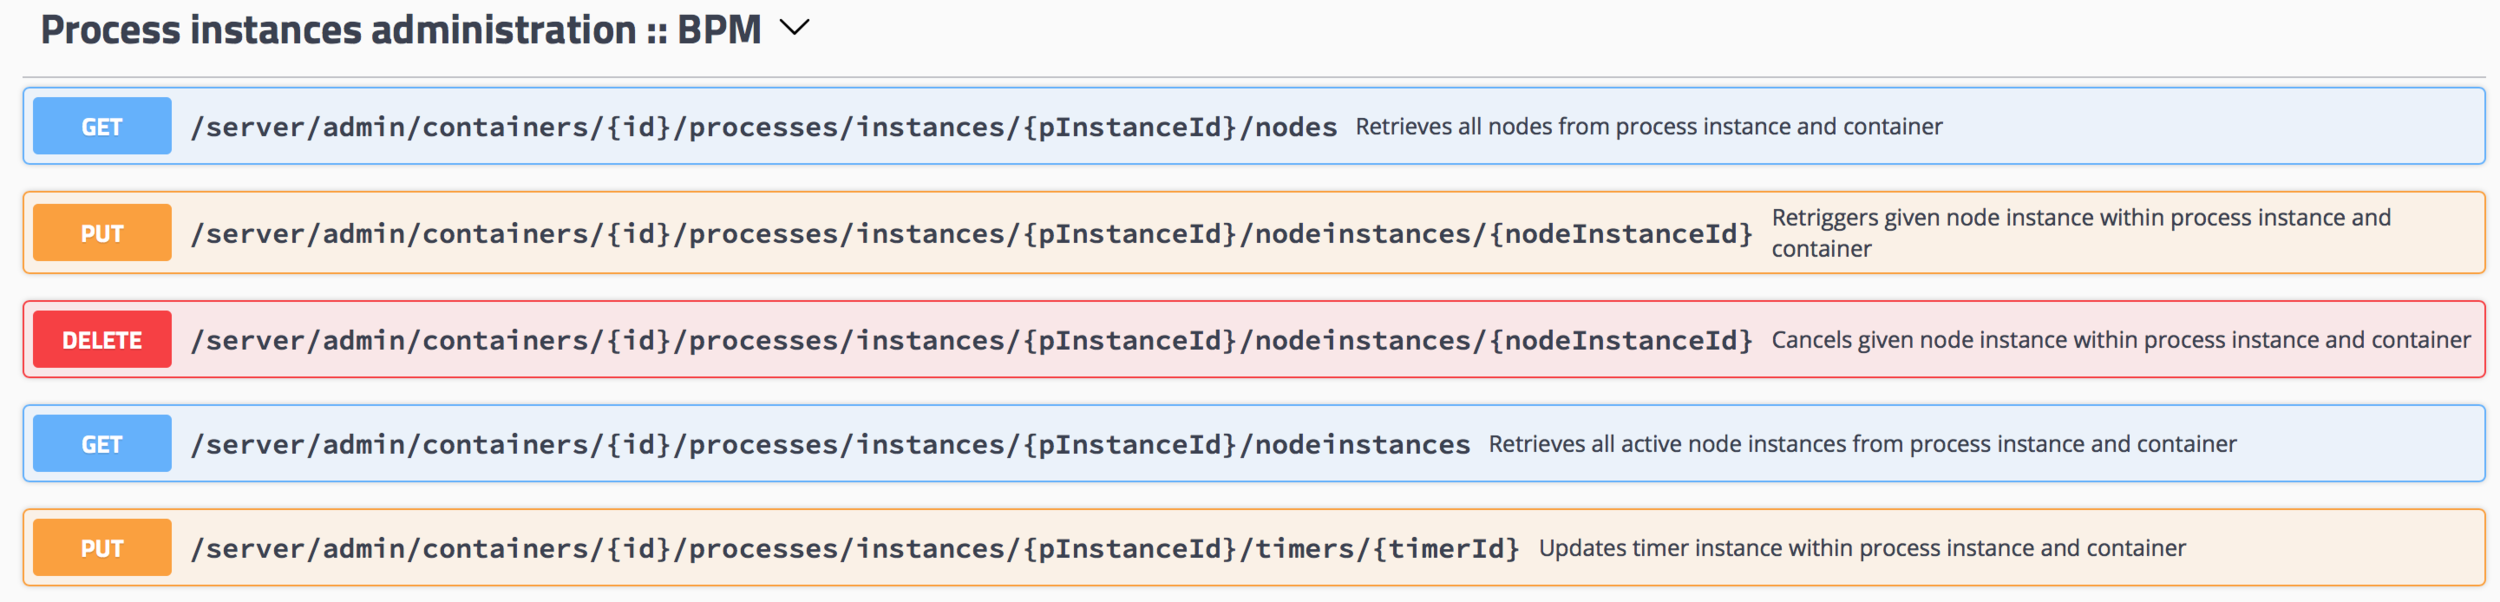 Process instances administration :: BPM
GET /server/admin/containers/{id}/processes/instances/{pInstanceId}/nodes Retrieves all nodes from process instance and container
PUT /server/admin/containers/{id}/processes/instances/{pInstanceId}/nodeinstances/{nodeInstanceId} Retriggers given node instance within process instance and
container
DELETE /server/admin/containers/{id}/processes/instances/{pInstanceId}/nodeinstances/{nodeInstanceId} Cancels given node instance within process instance and container
GET /server/admin/containers/{id}/processes/instances/{pInstanceId}/nodeinstances Retrieves all active node instances from process instance and container
PUT /server/admin/containers/{id}/processes/instances/{pInstanceId}/timers/{timerId} Updates timer instance within process instance and container